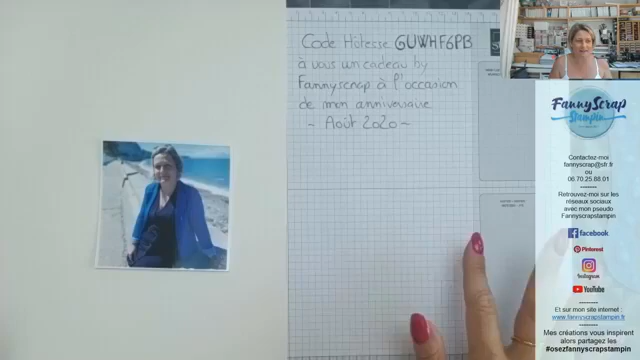 Code Hôtesse GUWHF6PB
à vous un cadeau by
Fannyscrap à l'occasion
de mon anniversaire
~ Août 2020 ~
FANNYSCRAP
Stampin
Contactez-moi
fannyscrap@sfr.fr
ou
06.70.25.88.01
--------
Retrouvez-moi sur les
réseaux sociaux
avec mon pseudo
Fannyscrapstampin
facebook
Pinterest
Instagram
YouTube
--------
Et sur mon site internet :
www.fannyscrapstampin.fr
--------
Mes créations vous inspirent
alors partagez les
#osezfannyscrapstampin